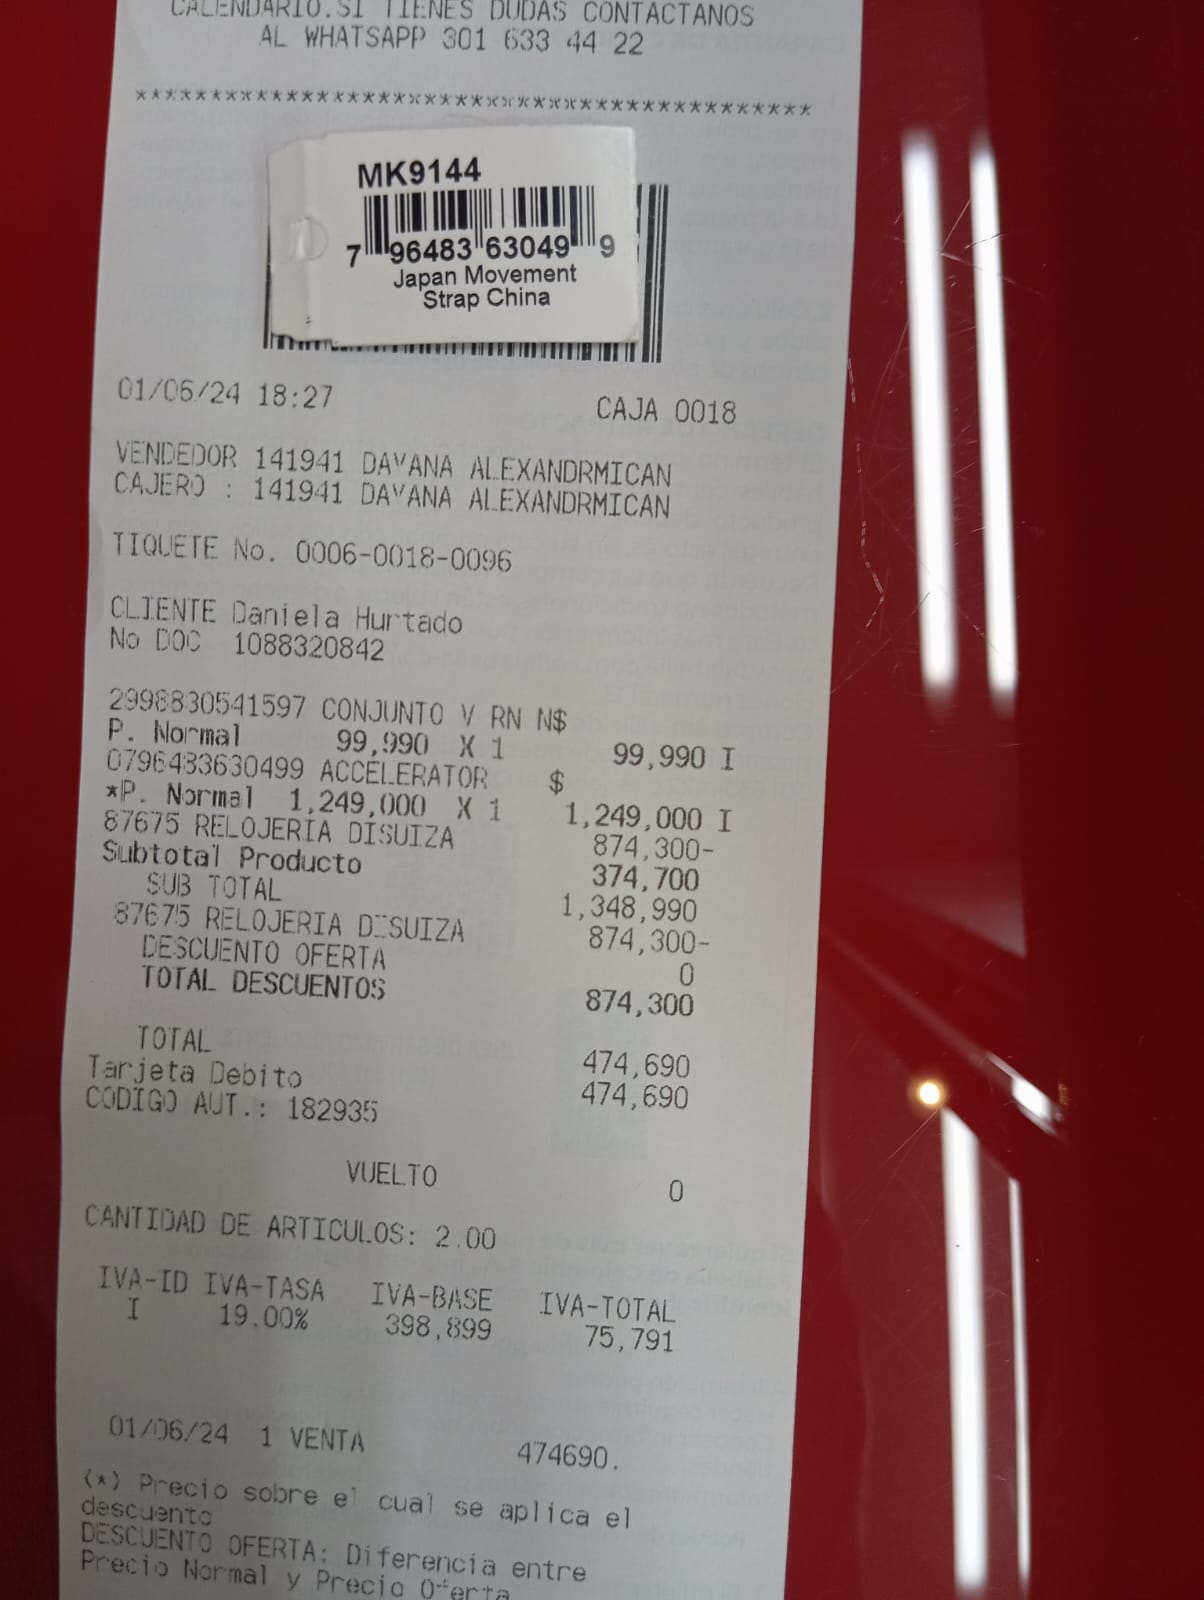 CALENDARIO.SI TIENES DUDAS CONTACTANOS
AL WHATSAPP 301 633 44 22
*********************************************
MK9144
7 96483 63049 9
Japan Movement
Strap China
01/06/24 18:27 CAJA 0018
VENDEDOR 141941 DAYANA ALEXANDRMICAN
CAJERO : 141941 DAYANA ALEXANDRMICAN
TIQUETE No. 0006-0018-0096
CLIENTE Daniela Hurtado
No DOC 1088320842
2998830541597 CONJUNTO V RN N$
P. Normal 99,990 X 1 99,990 I
0796483630499 ACCELERATOR $
*P. Normal 1,249,000 X 1 1,249,000 I
87675 RELOJERIA DISUIZA 874,300-
Subtotal Producto 374,700
SUB TOTAL 1,348,990
87675 RELOJERIA DISUIZA 874,300-
DESCUENTO OFERTA 0
TOTAL DESCUENTOS 874,300
TOTAL 474,690
Tarjeta Debito 474,690
CODIGO AUT.: 182935
VUELTO 0
CANTIDAD DE ARTICULOS: 2.00
IVA-ID IVA-TASA IVA-BASE IVA-TOTAL
I 19.00% 398,899 75,791
01/06/24 1 VENTA 474690.
(*) Precio sobre el cual se aplica el
descuento
DESCUENTO OFERTA: Diferencia entre
Precio Normal y Precio Oferta